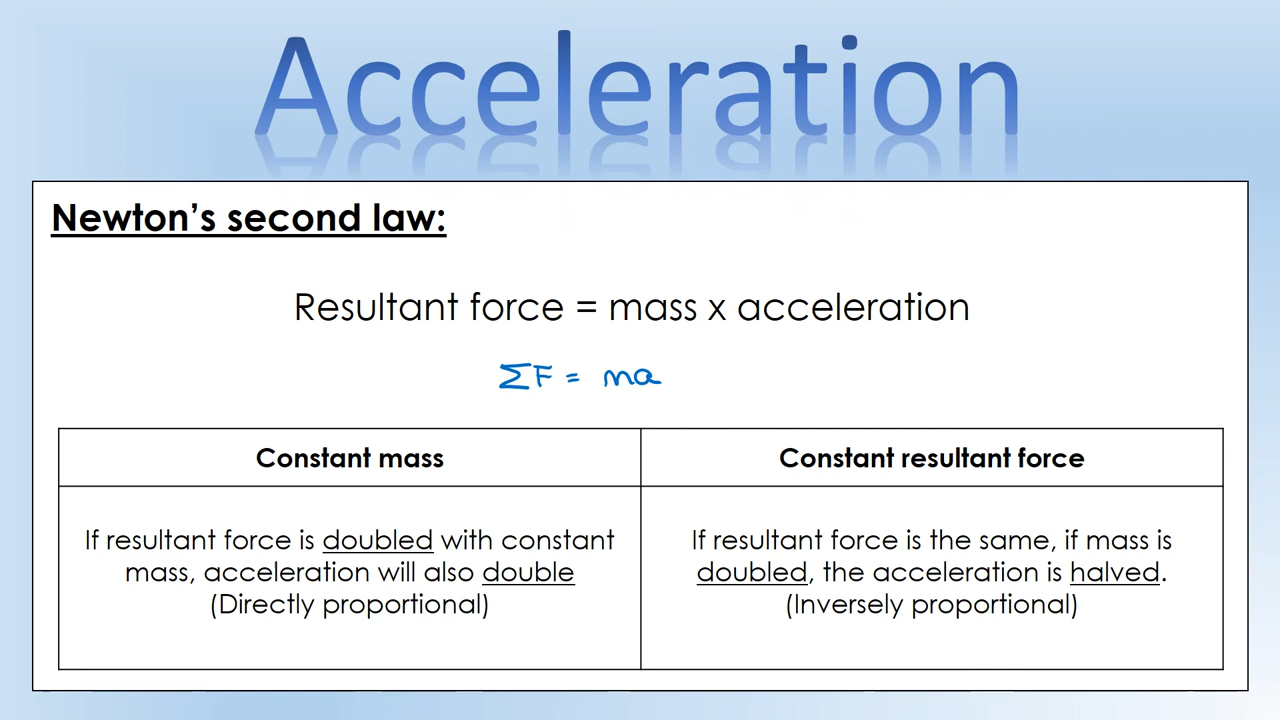 Acceleration
Newton’s second law:
Resultant force = mass x acceleration
ΣF = ma
Constant mass
Constant resultant force
If resultant force is doubled with constant
mass, acceleration will also double
(Directly proportional)
If resultant force is the same, if mass is
doubled, the acceleration is halved.
(Inversely proportional)